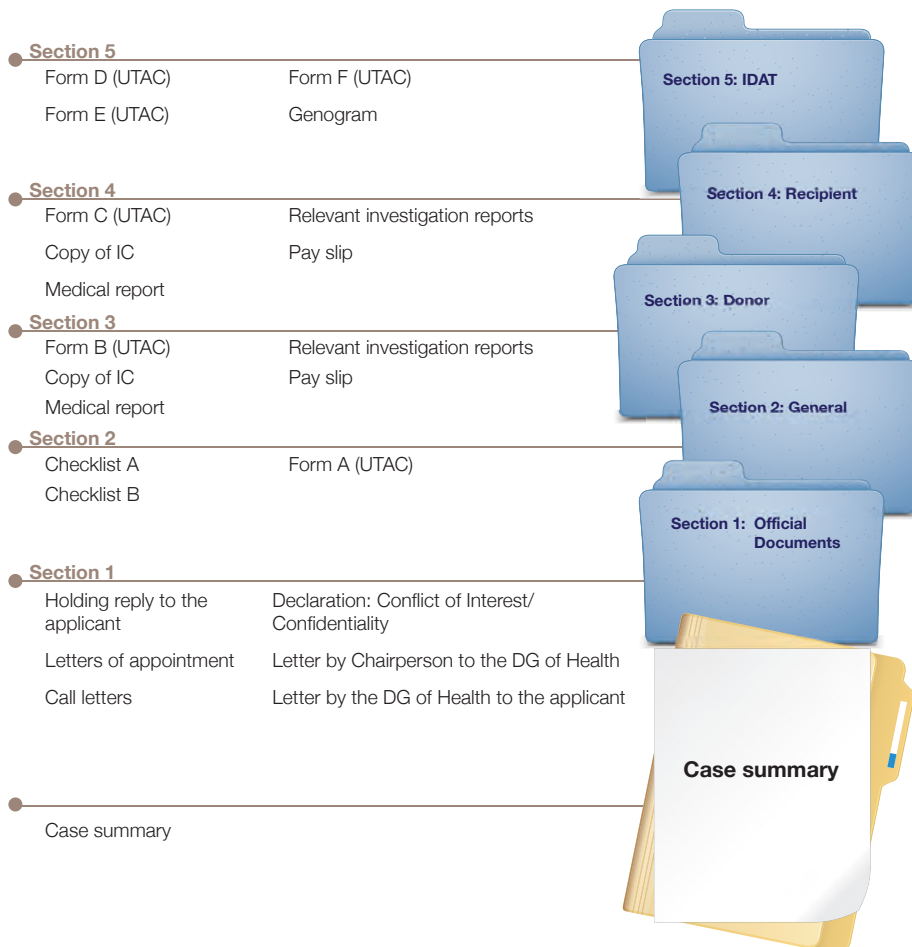 Section 5
Form D (UTAC)
Form F (UTAC)
Form E (UTAC)
Genogram
Section 5: IDAT
Section 4
Form C (UTAC)
Relevant investigation reports
Copy of IC
Pay slip
Medical report
Section 4: Recipient
Section 3
Form B (UTAC)
Relevant investigation reports
Copy of IC
Pay slip
Medical report
Section 3: Donor
Section 2
Checklist A
Form A (UTAC)
Checklist B
Section 2: General
Section 1
Holding reply to the
applicant
Declaration: Conflict of Interest/
Confidentiality
Letters of appointment
Letter by Chairperson to the DG of Health
Call letters
Letter by the DG of Health to the applicant
Section 1: Official
Documents
Case summary
Case summary